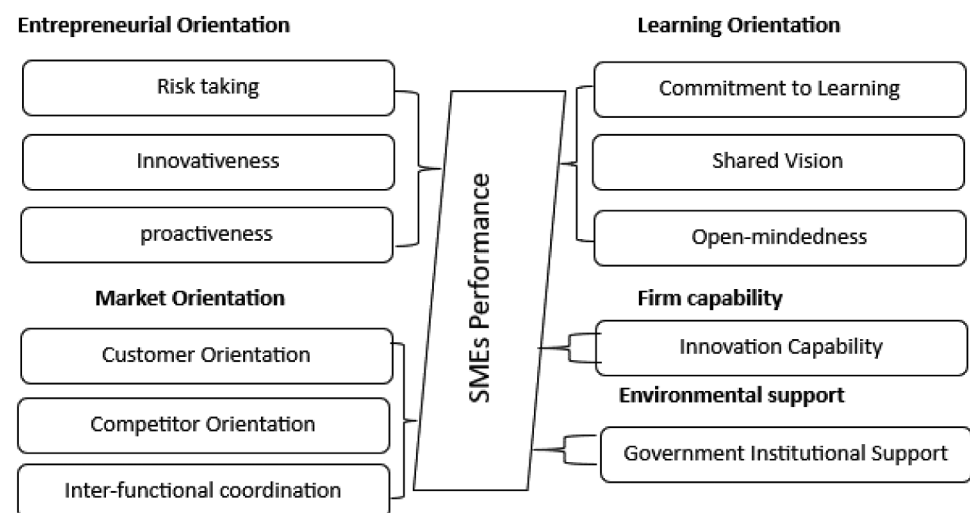 Entrepreneurial Orientation
Risk taking
Innovativeness
proactiveness
Market Orientation
Customer Orientation
Competitor Orientation
Inter-functional coordination
SMEs Performance
Learning Orientation
Commitment to Learning
Shared Vision
Open-mindedness
Firm capability
Innovation Capability
Environmental support
Government Institutional Support